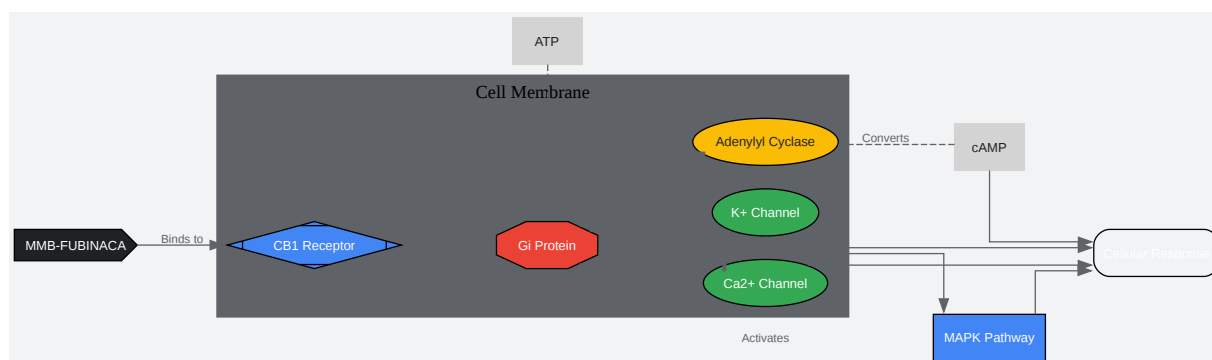 ATP
Cell Membrane
Adenylyl Cyclase
Converts
cAMP
K+ Channel
MMB-FUBINACA
Binds to
CB1 Receptor
Gi Protein
Cellular Response
Ca2+ Channel
Activates
MAPK Pathway